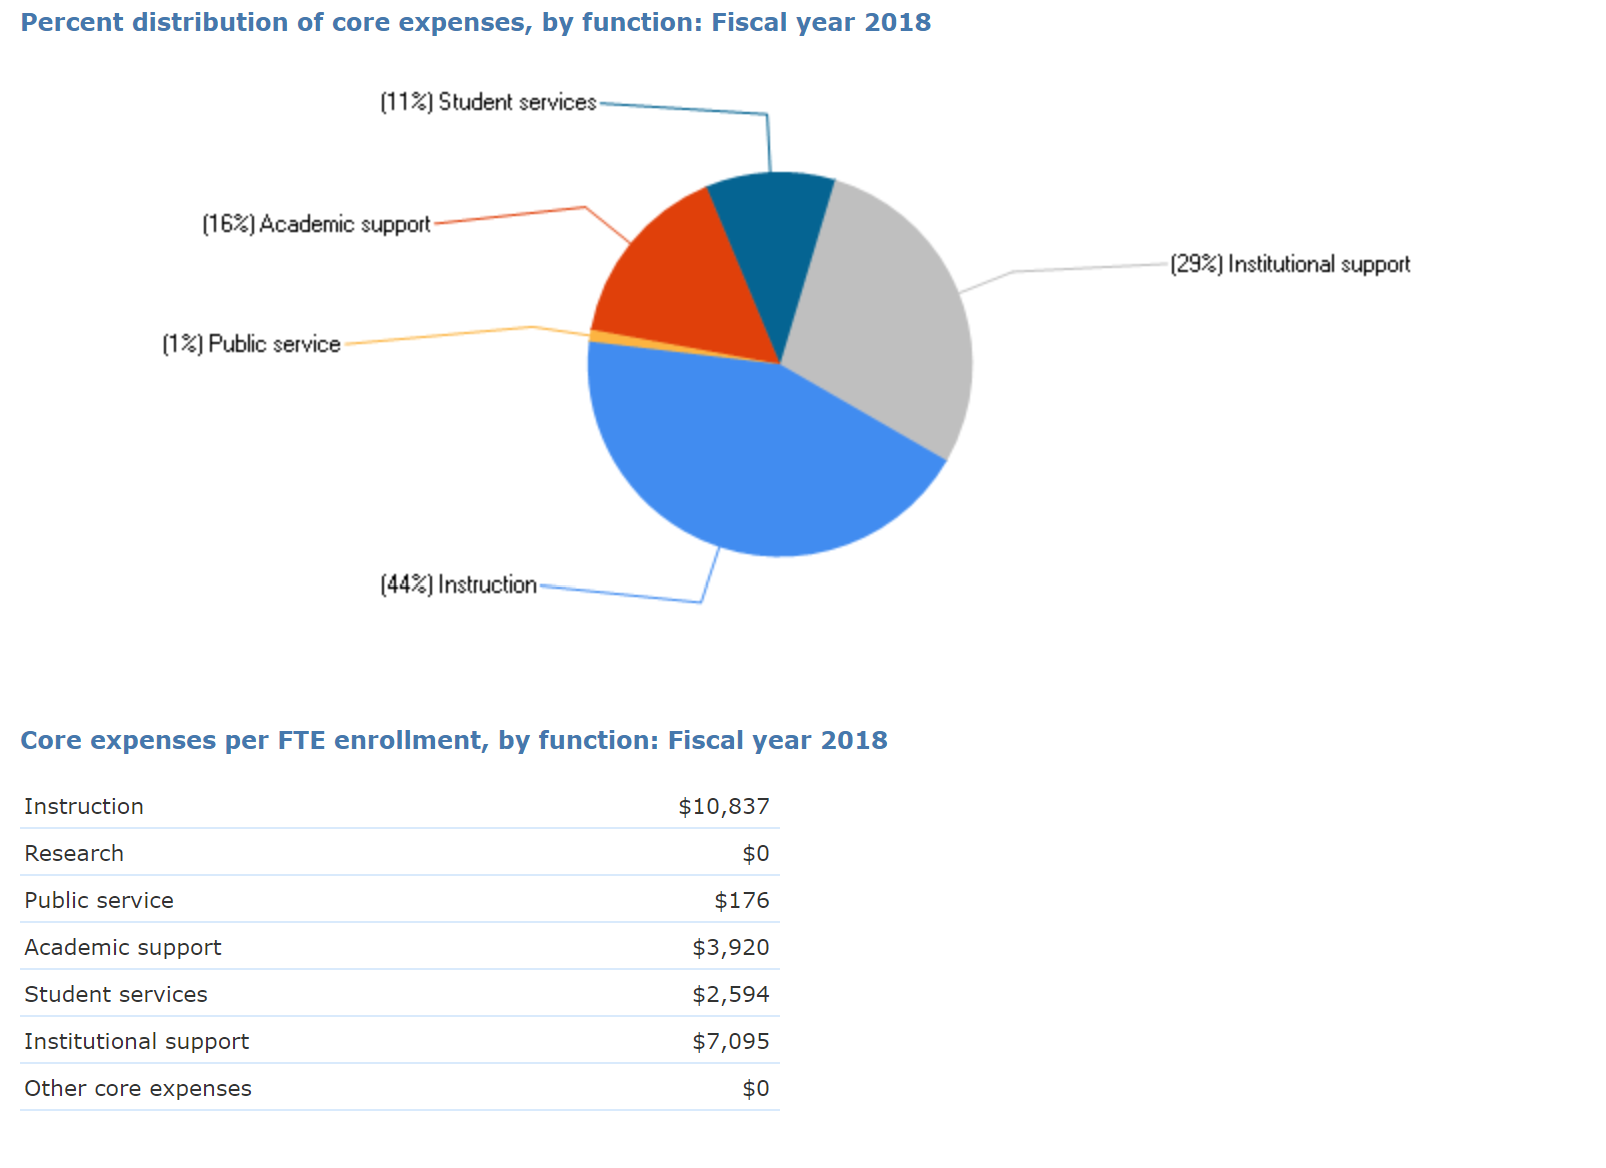 Percent distribution of core expenses, by function: Fiscal year 2018
(11%) Student services
(16%) Academic support
(29%) Institutional support
(1%) Public service
(44%) Instruction
Core expenses per FTE enrollment, by function: Fiscal year 2018
Instruction $10,837
Research $0
Public service $176
Academic support $3,920
Student services $2,594
Institutional support $7,095
Other core expenses $0